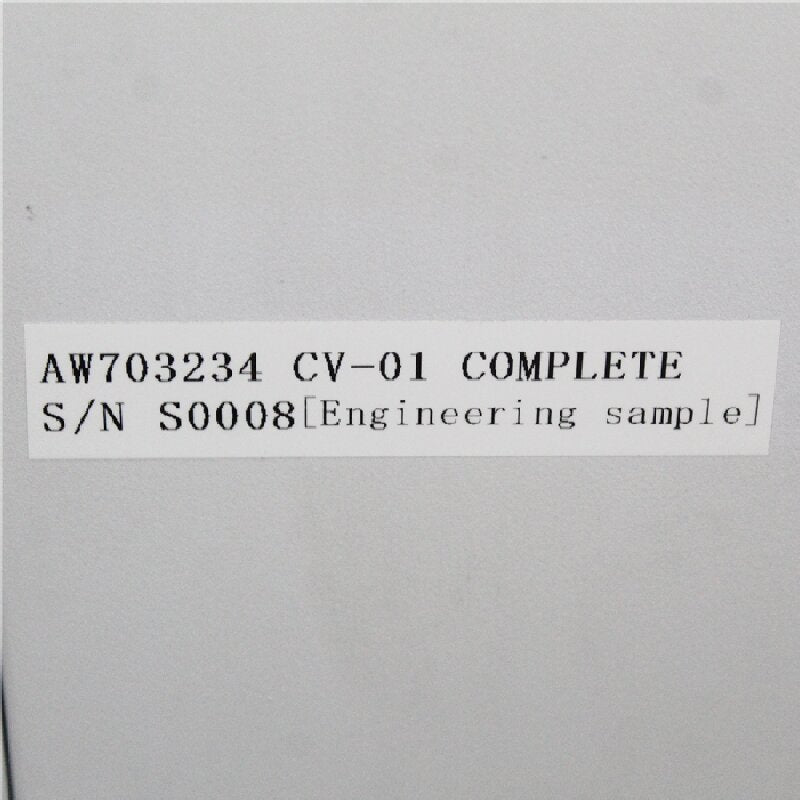 AW703234 CV-01 COMPLETE
S/N S0008[Engineering sample]